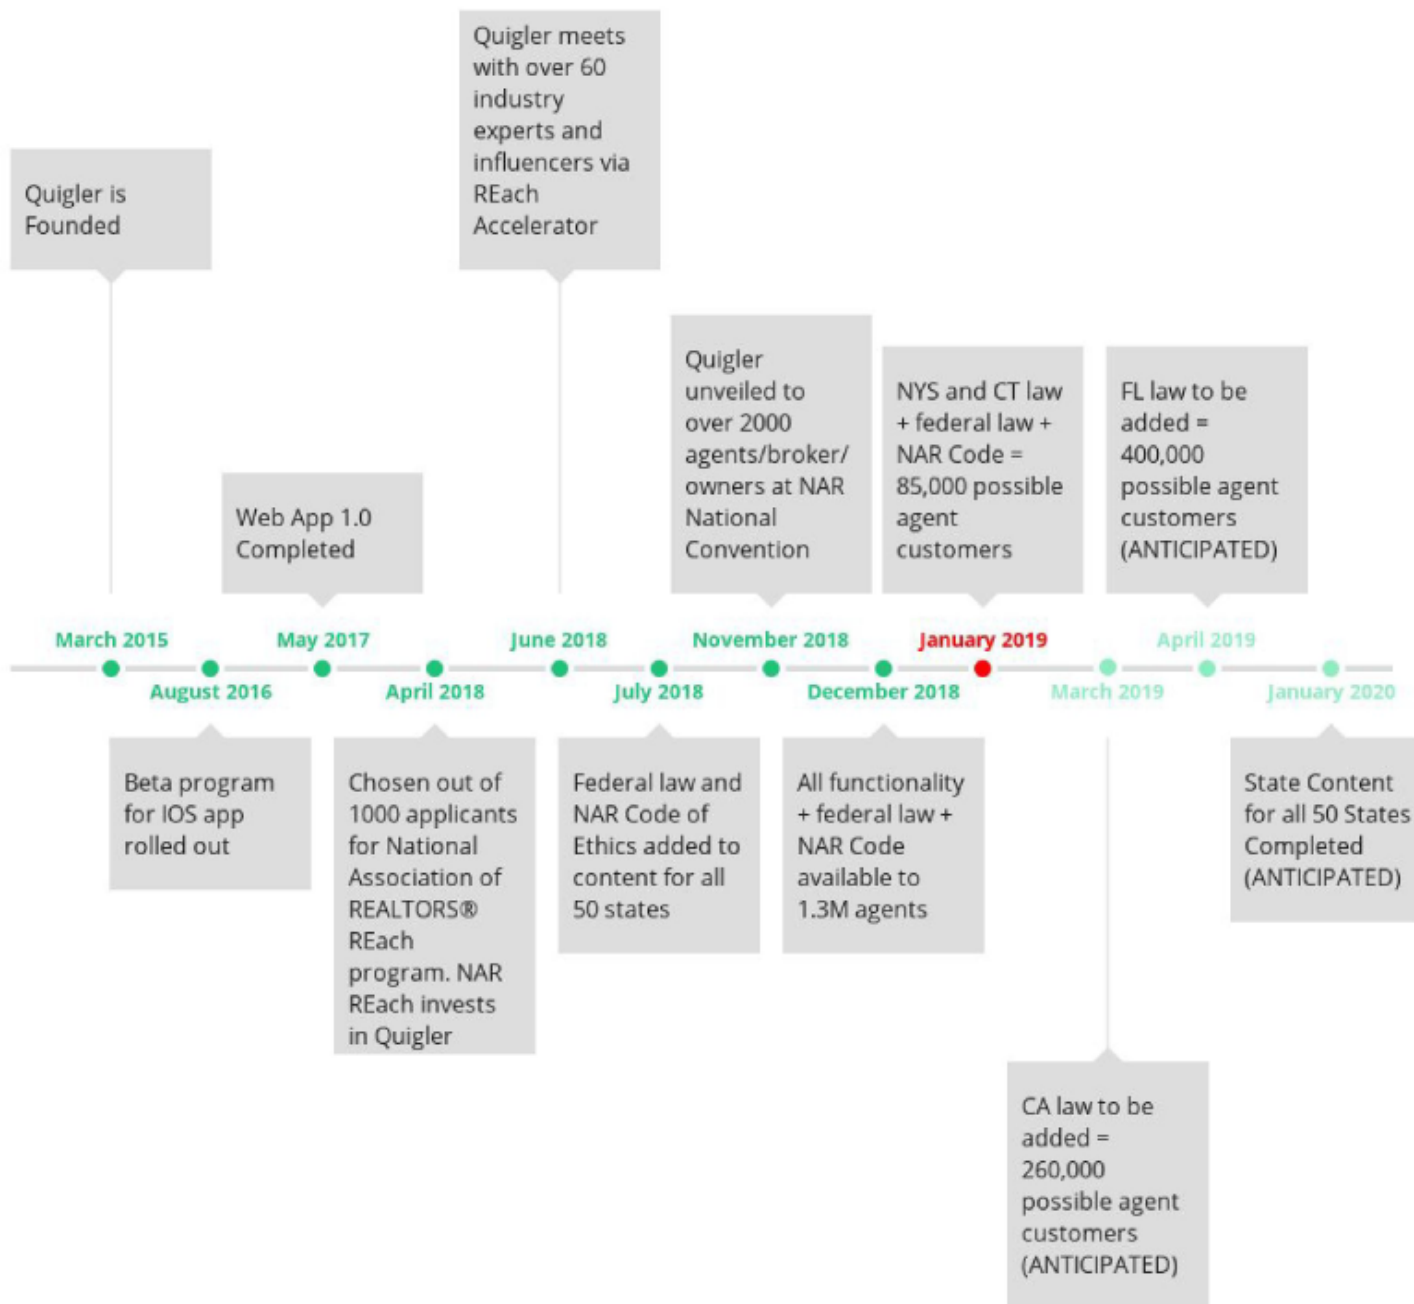 Quigler is
Founded
Quigler meets
with over 60
industry
experts and
influencers via
REach
Accelerator
Web App 1.0
Completed
Quigler
unveiled to
over 2000
agents/broker/
owners at NAR
National
Convention
NYS and CT law
+ federal law +
NAR Code =
85,000 possible
agent
customers
FL law to be
added =
400,000
possible agent
customers
(ANTICIPATED)
March 2015
May 2017
June 2018
November 2018
January 2019
April 2019
August 2016
April 2018
July 2018
December 2018
March 2019
January 2020
Beta program
for IOS app
rolled out
Chosen out of
1000 applicants
for National
Association of
REALTORS®
REach
program. NAR
REach invests
in Quigler
Federal law and
NAR Code of
Ethics added to
content for all
50 states
All functionality
+ federal law +
NAR Code
available to
1.3M agents
State Content
for all 50 States
Completed
(ANTICIPATED)
CA law to be
added =
260,000
possible agent
customers
(ANTICIPATED)